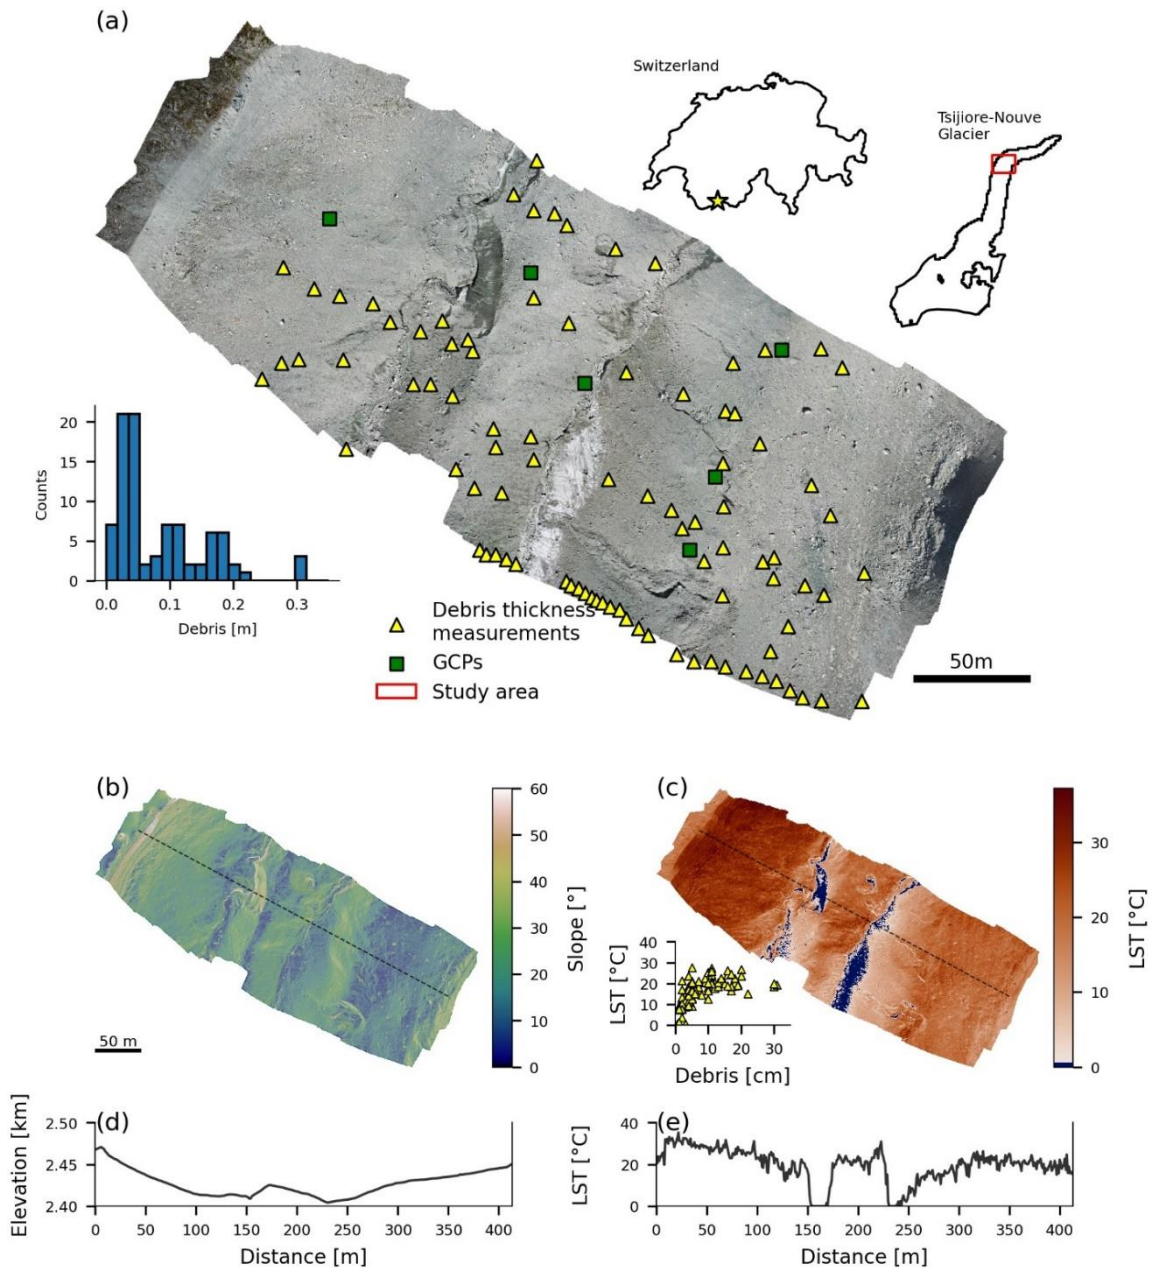 (a)
Switzerland
Tsijiore-Nouve
Glacier
20
15
10
5
0
Counts
0.0 0.1 0.2 0.3
Debris [m]
Debris thickness
measurements
GCPs
Study area
50m
(b)
50 m
60
50
40
30
20
10
0
Slope [°]
(c)
40
30
20
10
0
LST [°C]
0 10 20 30
Debris [cm]
30
20
10
0
LST [°C]
(d)
2.50
2.45
2.40
Elevation [km]
0 50 100 150 200 250 300 350 400
Distance [m]
(e)
40
20
0
LST [°C]
0 50 100 150 200 250 300 350 400
Distance [m]